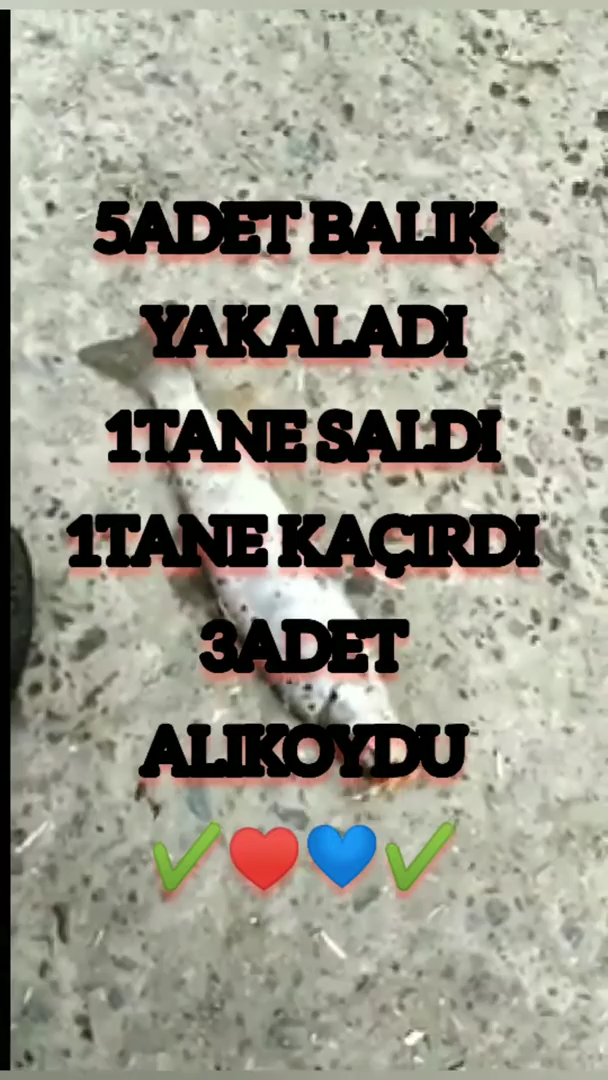 5ADET BALIK
YAKALADI
1TANE SALDI
1TANE KAÇIRDI
3ADET
ALIKOYDU
✔❤💙✔